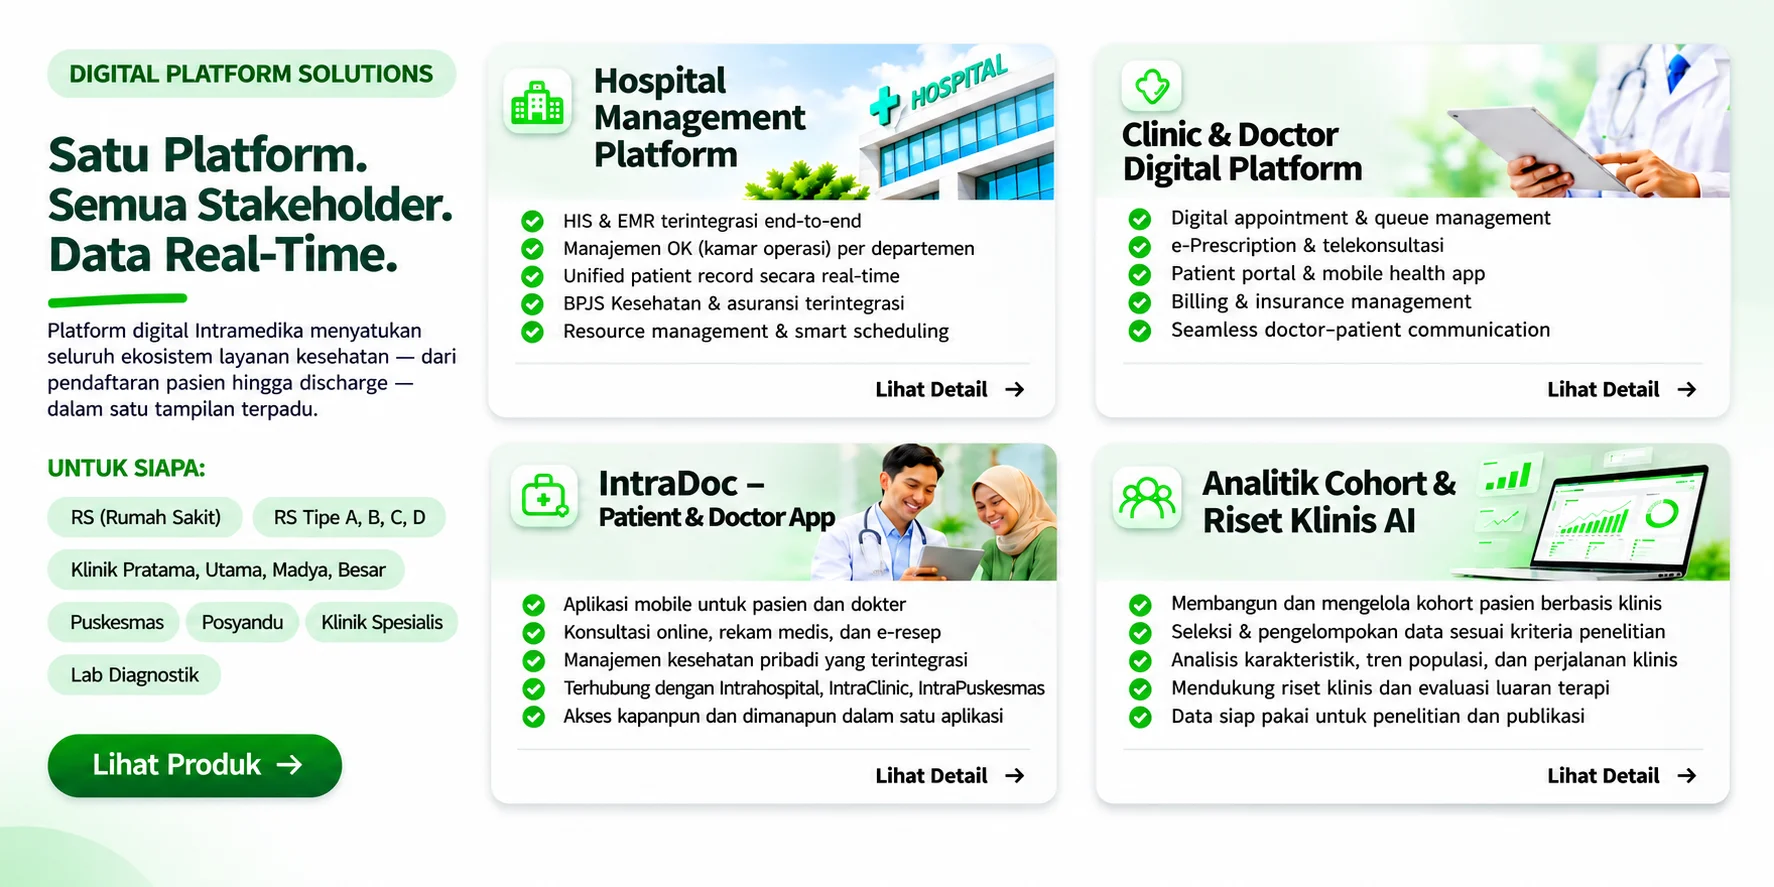 DIGITAL PLATFORM SOLUTIONS
Satu Platform.
Semua Stakeholder.
Data Real-Time.
Platform digital Intramedika menyatukan
seluruh ekosistem layanan kesehatan — dari
pendaftaran pasien hingga discharge —
dalam satu tampilan terpadu.
UNTUK SIAPA:
RS (Rumah Sakit)
RS Tipe A, B, C, D
Klinik Pratama, Utama, Madya, Besar
Puskesmas
Posyandu
Klinik Spesialis
Lab Diagnostik
Lihat Produk →
Hospital
Management
Platform
HOSPITAL
HIS & EMR terintegrasi end-to-end
Manajemen OK (kamar operasi) per departemen
Unified patient record secara real-time
BPJS Kesehatan & asuransi terintegrasi
Resource management & smart scheduling
Lihat Detail →
Clinic & Doctor
Digital Platform
Digital appointment & queue management
e-Prescription & telekonsultasi
Patient portal & mobile health app
Billing & insurance management
Seamless doctor-patient communication
Lihat Detail →
IntraDoc –
Patient & Doctor App
Aplikasi mobile untuk pasien dan dokter
Konsultasi online, rekam medis, dan e-resep
Manajemen kesehatan pribadi yang terintegrasi
Terhubung dengan Intrahospital, IntraClinic, IntraPuskesmas
Akses kapanpun dan dimanapun dalam satu aplikasi
Lihat Detail →
Analitik Cohort &
Riset Klinis AI
Membangun dan mengelola kohort pasien berbasis klinis
Seleksi & pengelompokan data sesuai kriteria penelitian
Analisis karakteristik, tren populasi, dan perjalanan klinis
Mendukung riset klinis dan evaluasi luaran terapi
Data siap pakai untuk penelitian dan publikasi
Lihat Detail →